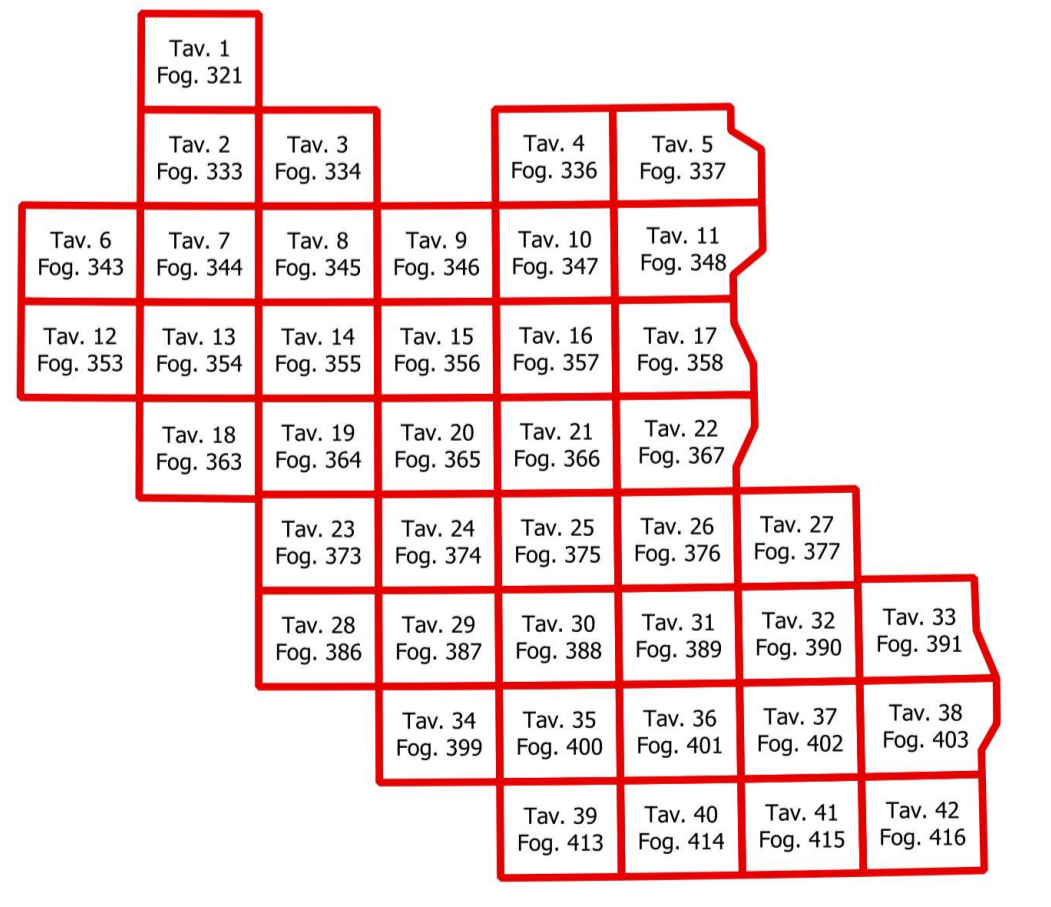 Tav. 1
Fog. 321
Tav. 2
Fog. 333
Tav. 3
Fog. 334
Tav. 4
Fog. 336
Tav. 5
Fog. 337
Tav. 6
Fog. 343
Tav. 7
Fog. 344
Tav. 8
Fog. 345
Tav. 9
Fog. 346
Tav. 10
Fog. 347
Tav. 11
Fog. 348
Tav. 12
Fog. 353
Tav. 13
Fog. 354
Tav. 14
Fog. 355
Tav. 15
Fog. 356
Tav. 16
Fog. 357
Tav. 17
Fog. 358
Tav. 18
Fog. 363
Tav. 19
Fog. 364
Tav. 20
Fog. 365
Tav. 21
Fog. 366
Tav. 22
Fog. 367
Tav. 23
Fog. 373
Tav. 24
Fog. 374
Tav. 25
Fog. 375
Tav. 26
Fog. 376
Tav. 27
Fog. 377
Tav. 28
Fog. 386
Tav. 29
Fog. 387
Tav. 30
Fog. 388
Tav. 31
Fog. 389
Tav. 32
Fog. 390
Tav. 33
Fog. 391
Tav. 34
Fog. 399
Tav. 35
Fog. 400
Tav. 36
Fog. 401
Tav. 37
Fog. 402
Tav. 38
Fog. 403
Tav. 39
Fog. 413
Tav. 40
Fog. 414
Tav. 41
Fog. 415
Tav. 42
Fog. 416